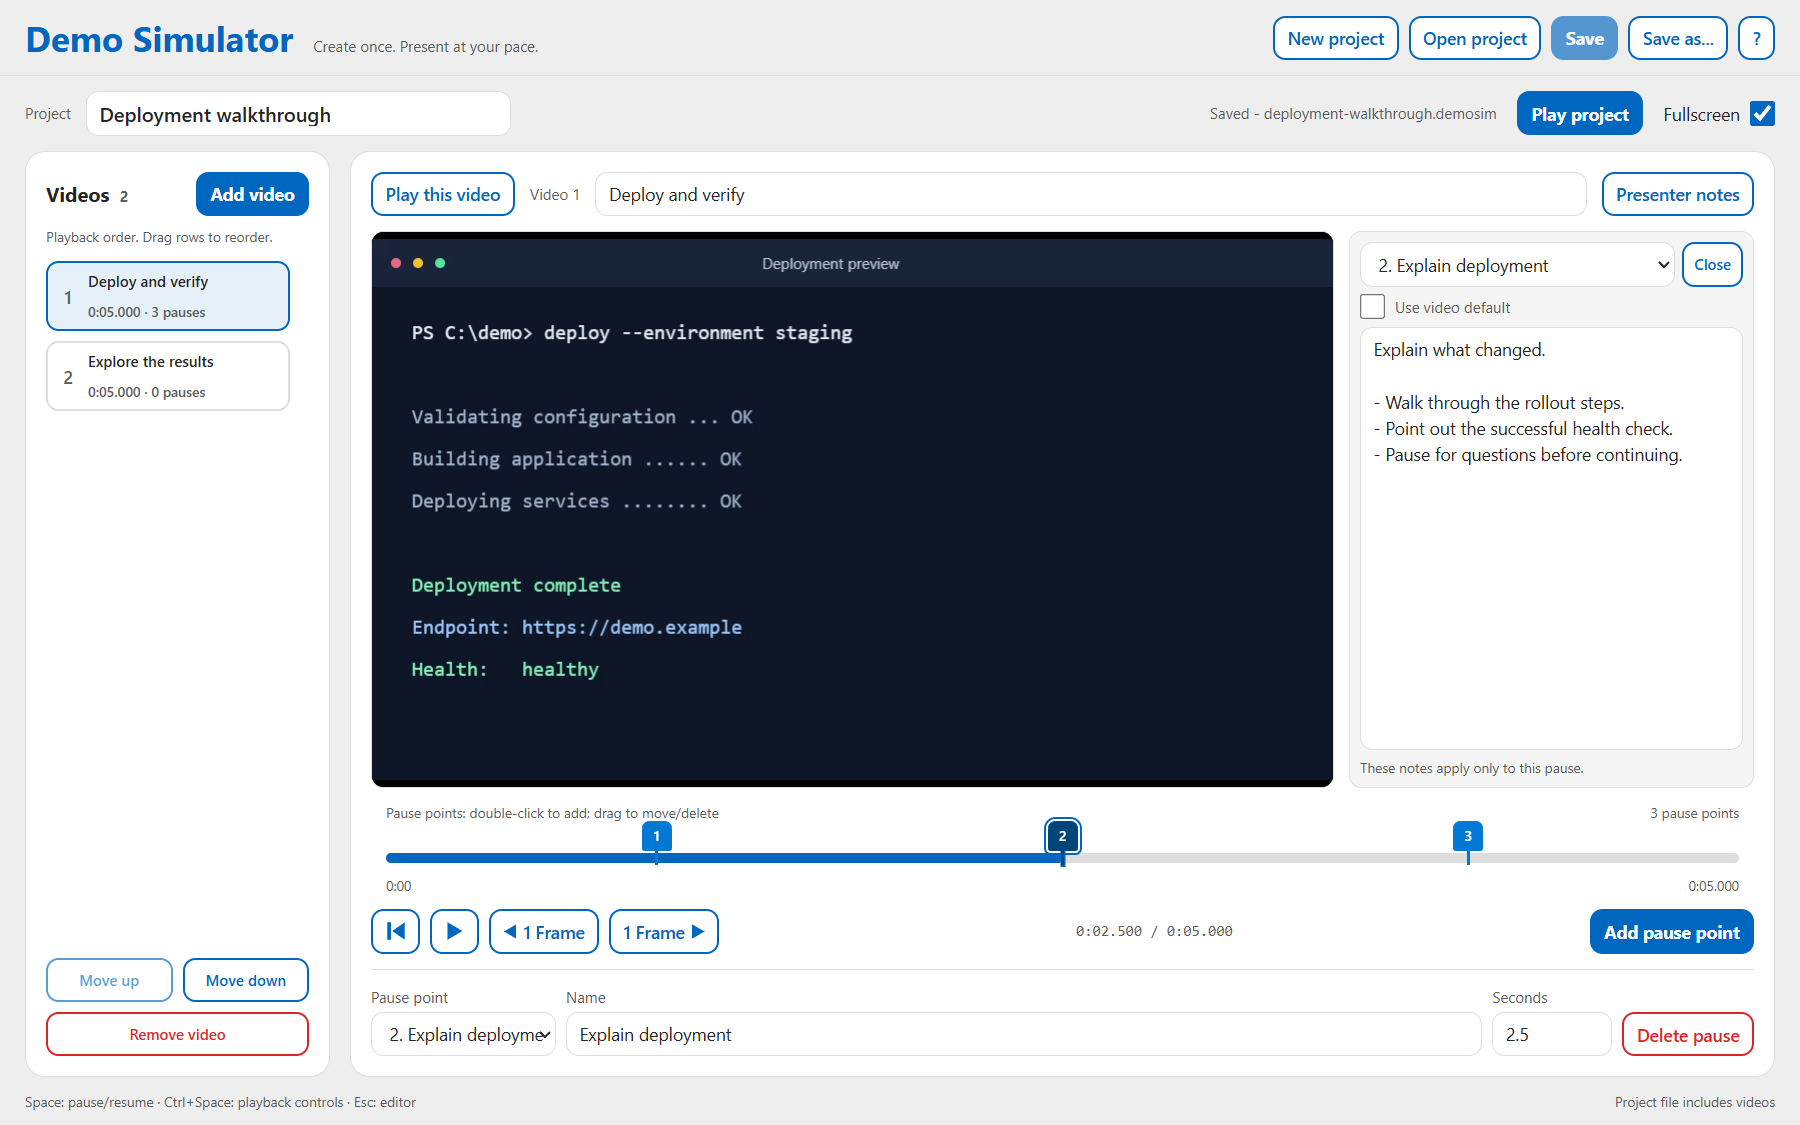 Demo Simulator
Create once. Present at your pace.
New project
Open project
Save
Save as...
?
Project
Deployment walkthrough
Saved - deployment-walkthrough.demosim
Play project
Fullscreen
Videos 2
Add video
Playback order. Drag rows to reorder.
1
Deploy and verify
0:05.000 · 3 pauses
2
Explore the results
0:05.000 · 0 pauses
Move up
Move down
Remove video
Play this video
Video 1
Deploy and verify
Presenter notes
Deployment preview
PS C:\demo> deploy --environment staging
Validating configuration ... OK
Building application ...... OK
Deploying services ........ OK
Deployment complete
Endpoint: https://demo.example
Health:   healthy
2. Explain deployment
Close
Use video default
Explain what changed.
- Walk through the rollout steps.
- Point out the successful health check.
- Pause for questions before continuing.
These notes apply only to this pause.
Pause points: double-click to add; drag to move/delete
3 pause points
1
2
3
0:00
0:05.000
1 Frame
1 Frame
0:02.500 / 0:05.000
Add pause point
Pause point
Name
Seconds
2. Explain deployme
Explain deployment
2.5
Delete pause
Space: pause/resume · Ctrl+Space: playback controls · Esc: editor
Project file includes videos